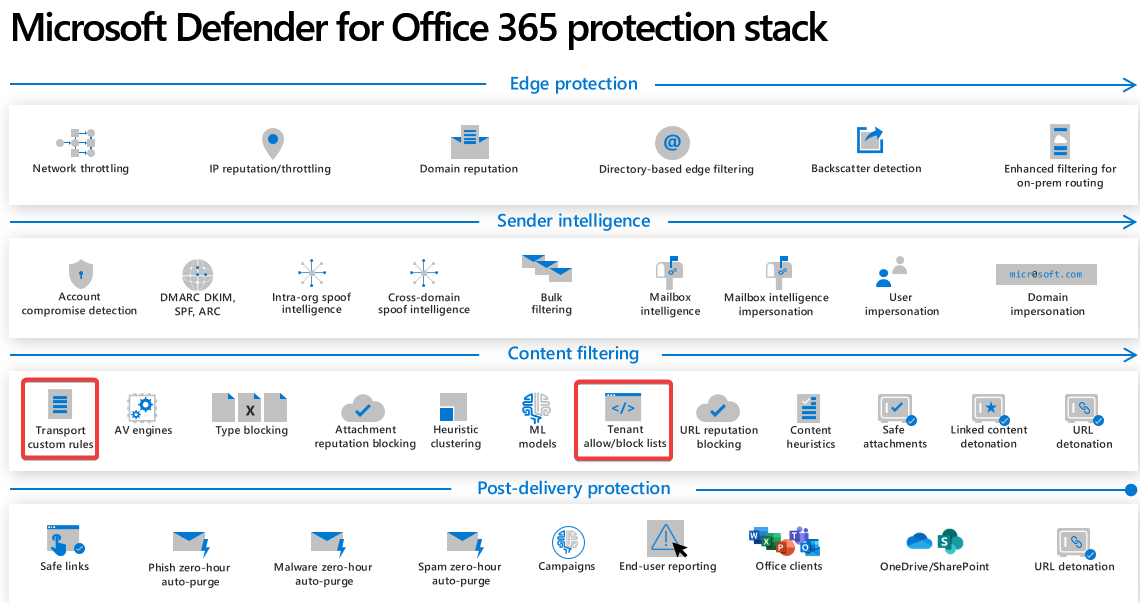 Microsoft Defender for Office 365 protection stack
Edge protection
Network throttling
IP reputation/throttling
Domain reputation
@
Directory-based edge filtering
Backscatter detection
Enhanced filtering for
on-prem routing
Sender intelligence
Account
compromise detection
DMARC DKIM,
SPF, ARC
Intra-org spoof
intelligence
Cross-domain
spoof intelligence
Bulk
filtering
Mailbox
intelligence
Mailbox intelligence
impersonation
User
impersonation
micr0soft.com
Domain
impersonation
Content filtering
Transport
custom rules
AV engines
X
Type blocking
Attachment
reputation blocking
Heuristic
clustering
ML
models
</>
Tenant
allow/block lists
URL reputation
blocking
Content
heuristics
Safe
attachments
Linked content
detonation
URL
detonation
Post-delivery protection
Safe links
Phish zero-hour
auto-purge
Malware zero-hour
auto-purge
Spam zero-hour
auto-purge
Campaigns
End-user reporting
W
X
P
T
O
Office clients
S
OneDrive/SharePoint
URL detonation